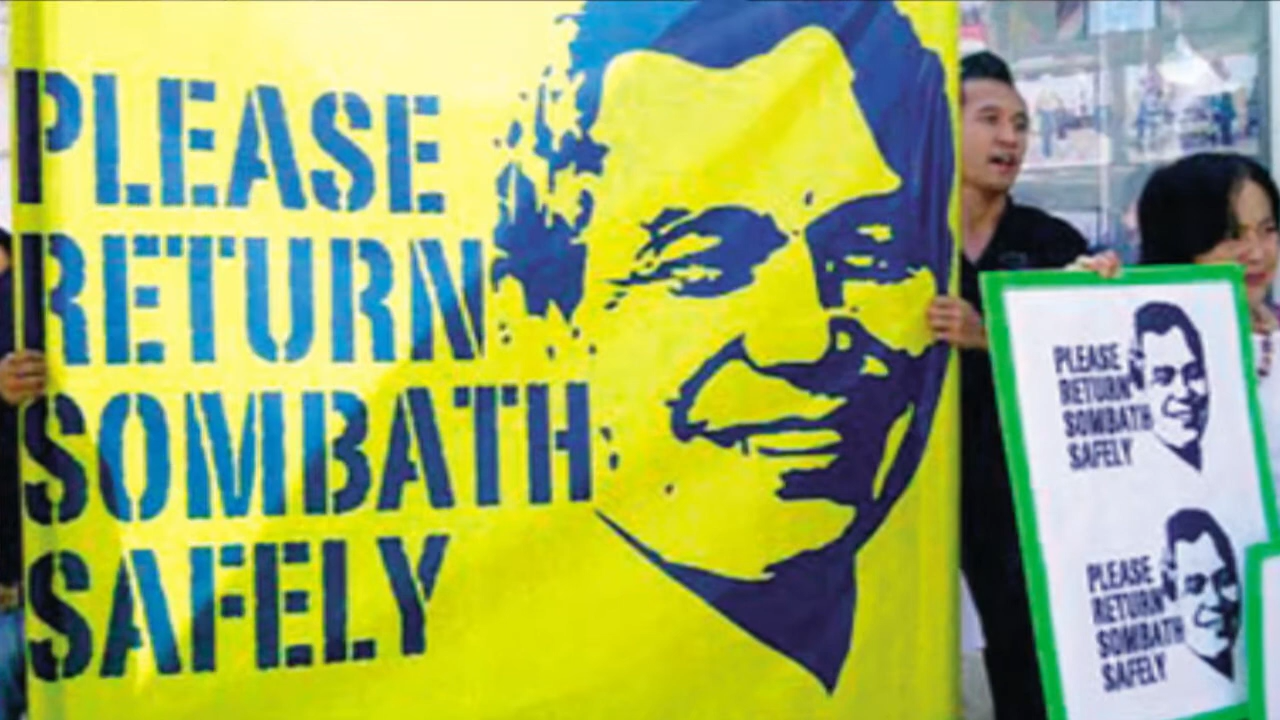 PLEASE
RETURN
SOMBATH
SAFELY
PLEASE
RETURN
SOMBATH
SAFELY
PLEASE
RETURN
SOMBATH
SAFELY